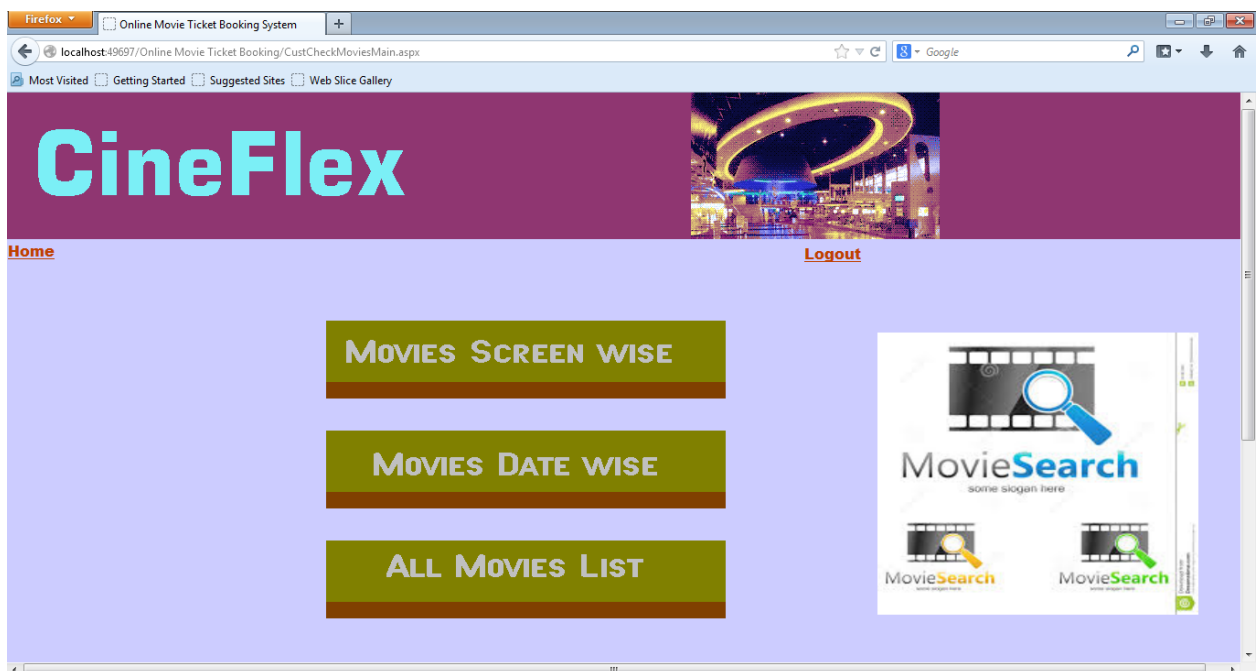 Firefox
Online Movie Ticket Booking System
localhost:49697/Online Movie Ticket Booking/CustCheckMoviesMain.aspx
Google
Most Visited Getting Started Suggested Sites Web Slice Gallery
CineFlex
Home
Logout
Movies Screen wise
Movies Date wise
All Movies List
MovieSearch
some slogan here
MovieSearch
MovieSearch